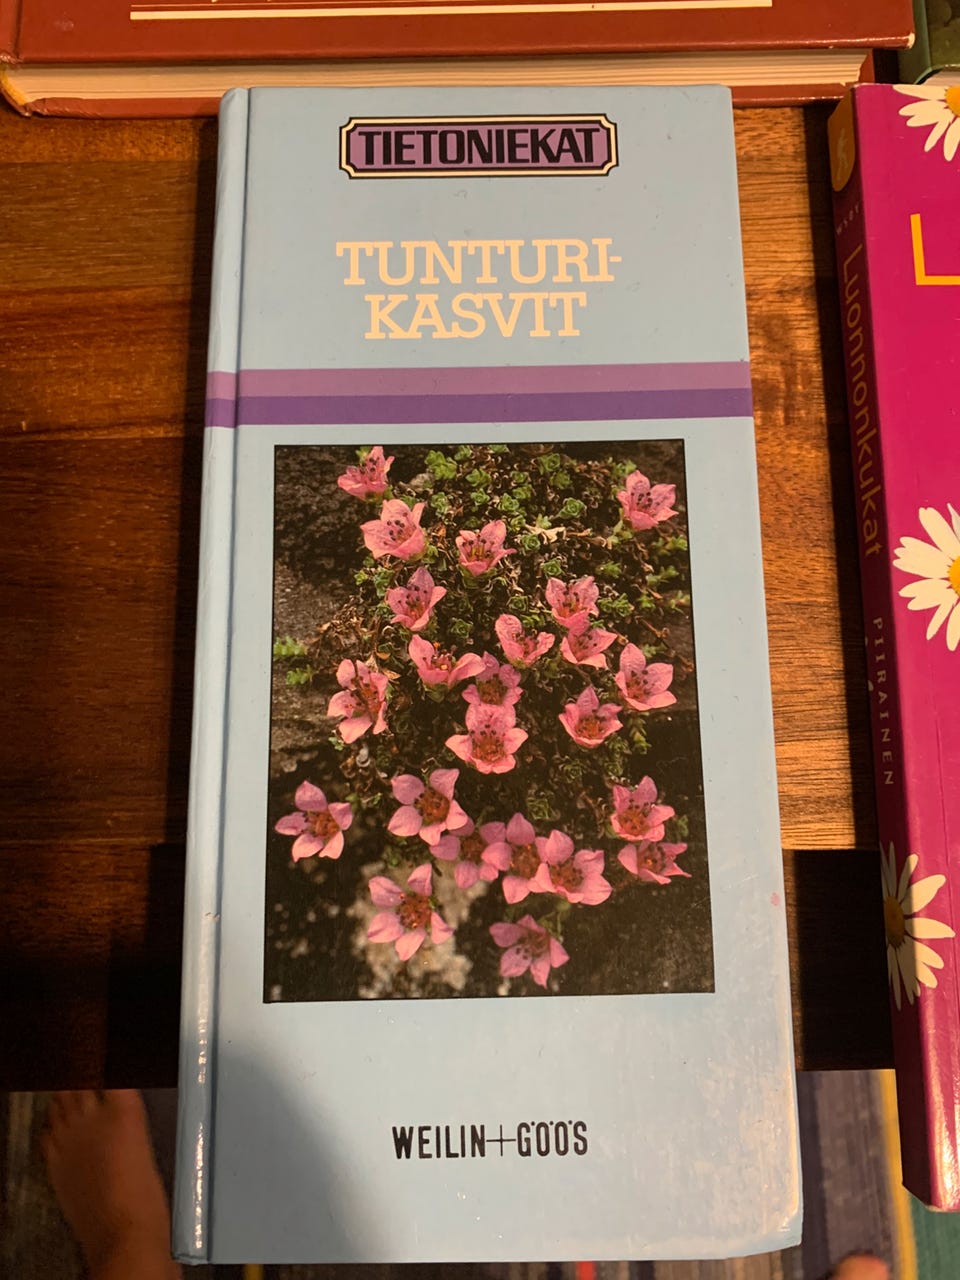 TIETONIEKAT
TUNTURI-
KASVIT
WEILIN+GÖÖS
Luonnonkukat
PIIRAINEN